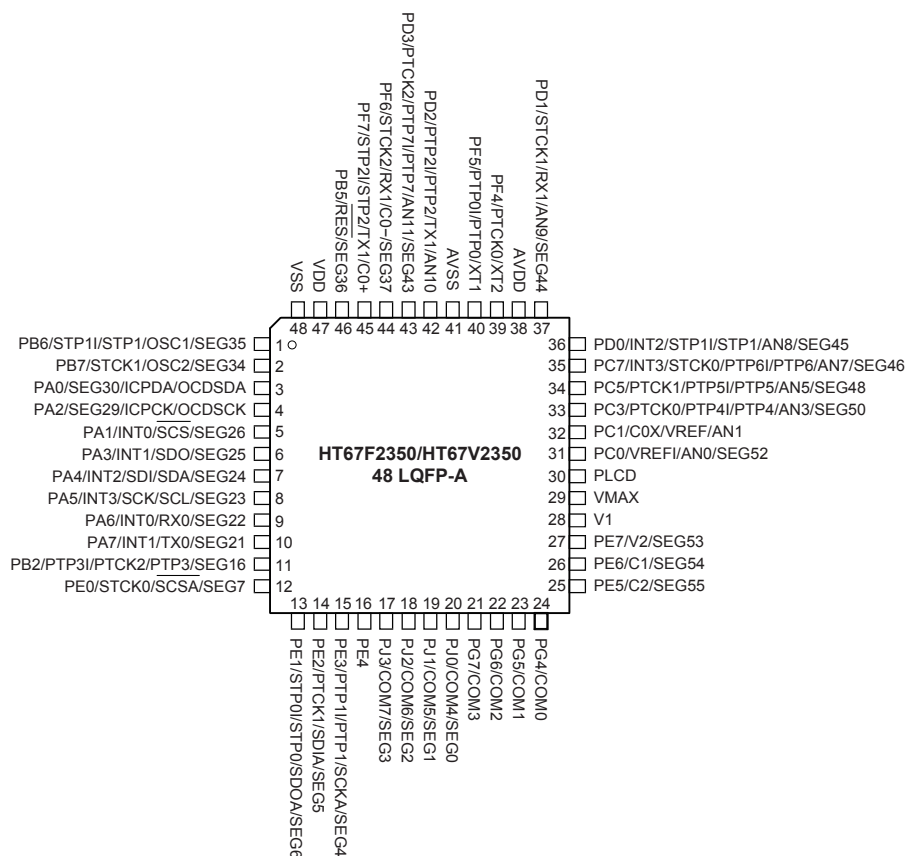 PD3/PTCK2/PTP7I/PTP7/AN11/SEG43
PF6/STCK2/RX1/C0−/SEG37
PF7/STP2I/STP2/TX1/C0+
PB5/RES/SEG36
VDD
VSS
PD2/PTP2I/PTP2/TX1/AN10
AVSS
PF5/PTP0I/PTP0/XT1
PF4/PTCK0/XT2
AVDD
PD1/STCK1/RX1/AN9/SEG44
48 47 46 45 44 43 42 41 40 39 38 37
PB6/STP1I/STP1/OSC1/SEG35 1
PB7/STCK1/OSC2/SEG34 2
PA0/SEG30/ICPDA/OCDSDA 3
PA2/SEG29/ICPCK/OCDSCK 4
PA1/INT0/SCS/SEG26 5
PA3/INT1/SDO/SEG25 6
PA4/INT2/SDI/SDA/SEG24 7
PA5/INT3/SCK/SCL/SEG23 8
PA6/INT0/RX0/SEG22 9
PA7/INT1/TX0/SEG21 10
PB2/PTP3I/PTCK2/PTP3/SEG16 11
PE0/STCK0/SCSA/SEG7 12
HT67F2350/HT67V2350
48 LQFP-A
36 PD0/INT2/STP1I/STP1/AN8/SEG45
35 PC7/INT3/STCK0/PTP6I/PTP6/AN7/SEG46
34 PC5/PTCK1/PTP5I/PTP5/AN5/SEG48
33 PC3/PTCK0/PTP4I/PTP4/AN3/SEG50
32 PC1/C0X/VREF/AN1
31 PC0/VREFI/AN0/SEG52
30 PLCD
29 VMAX
28 V1
27 PE7/V2/SEG53
26 PE6/C1/SEG54
25 PE5/C2/SEG55
13 14 15 16 17 18 19 20 21 22 23 24
PE1/STP0I/STP0/SDOA/SEG6
PE2/PTCK1/SDIA/SEG5
PE3/PTP1I/PTP1/SCKA/SEG4
PE4
PJ3/COM7/SEG3
PJ2/COM6/SEG2
PJ1/COM5/SEG1
PJ0/COM4/SEG0
PG7/COM3
PG6/COM2
PG5/COM1
PG4/COM0